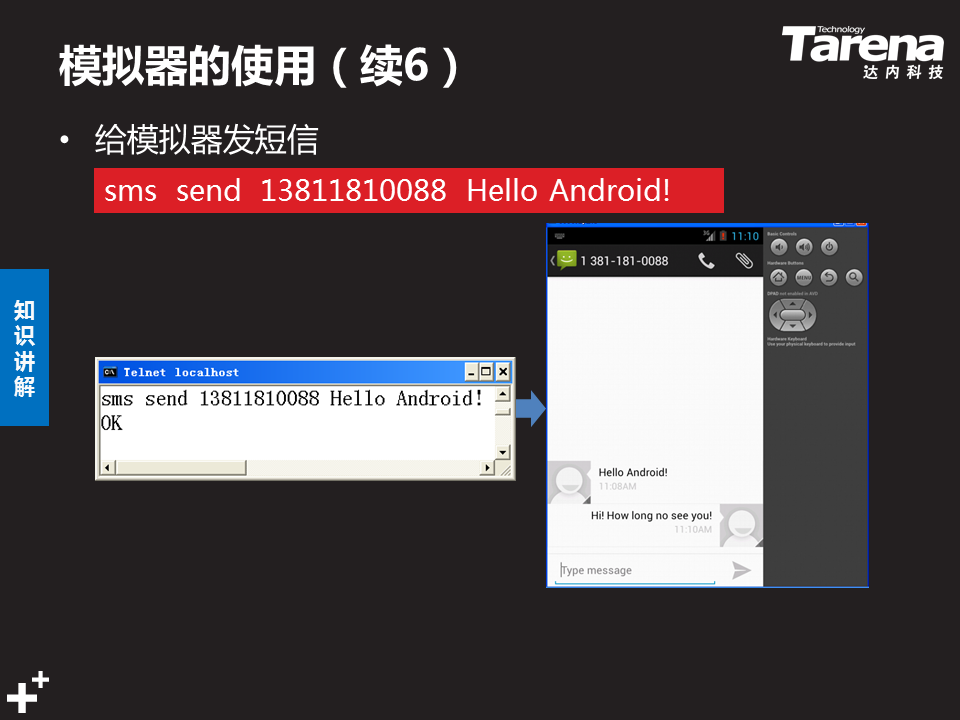 模拟器的使用（续6）
Technology
Tarena
达内科技
• 给模拟器发短信
sms send 13811810088 Hello Android!
知识讲解
Telnet localhost
sms send 13811810088 Hello Android!
OK
3G 11:10
1 381-181-0088
Hello Android!
11:08AM
Hi! How long no see you!
11:10AM
Type message
Basic Controls
Hardware Buttons
MENU
DPAD not enabled in AVD
Hardware Keyboard
Use your physical keyboard to provide input